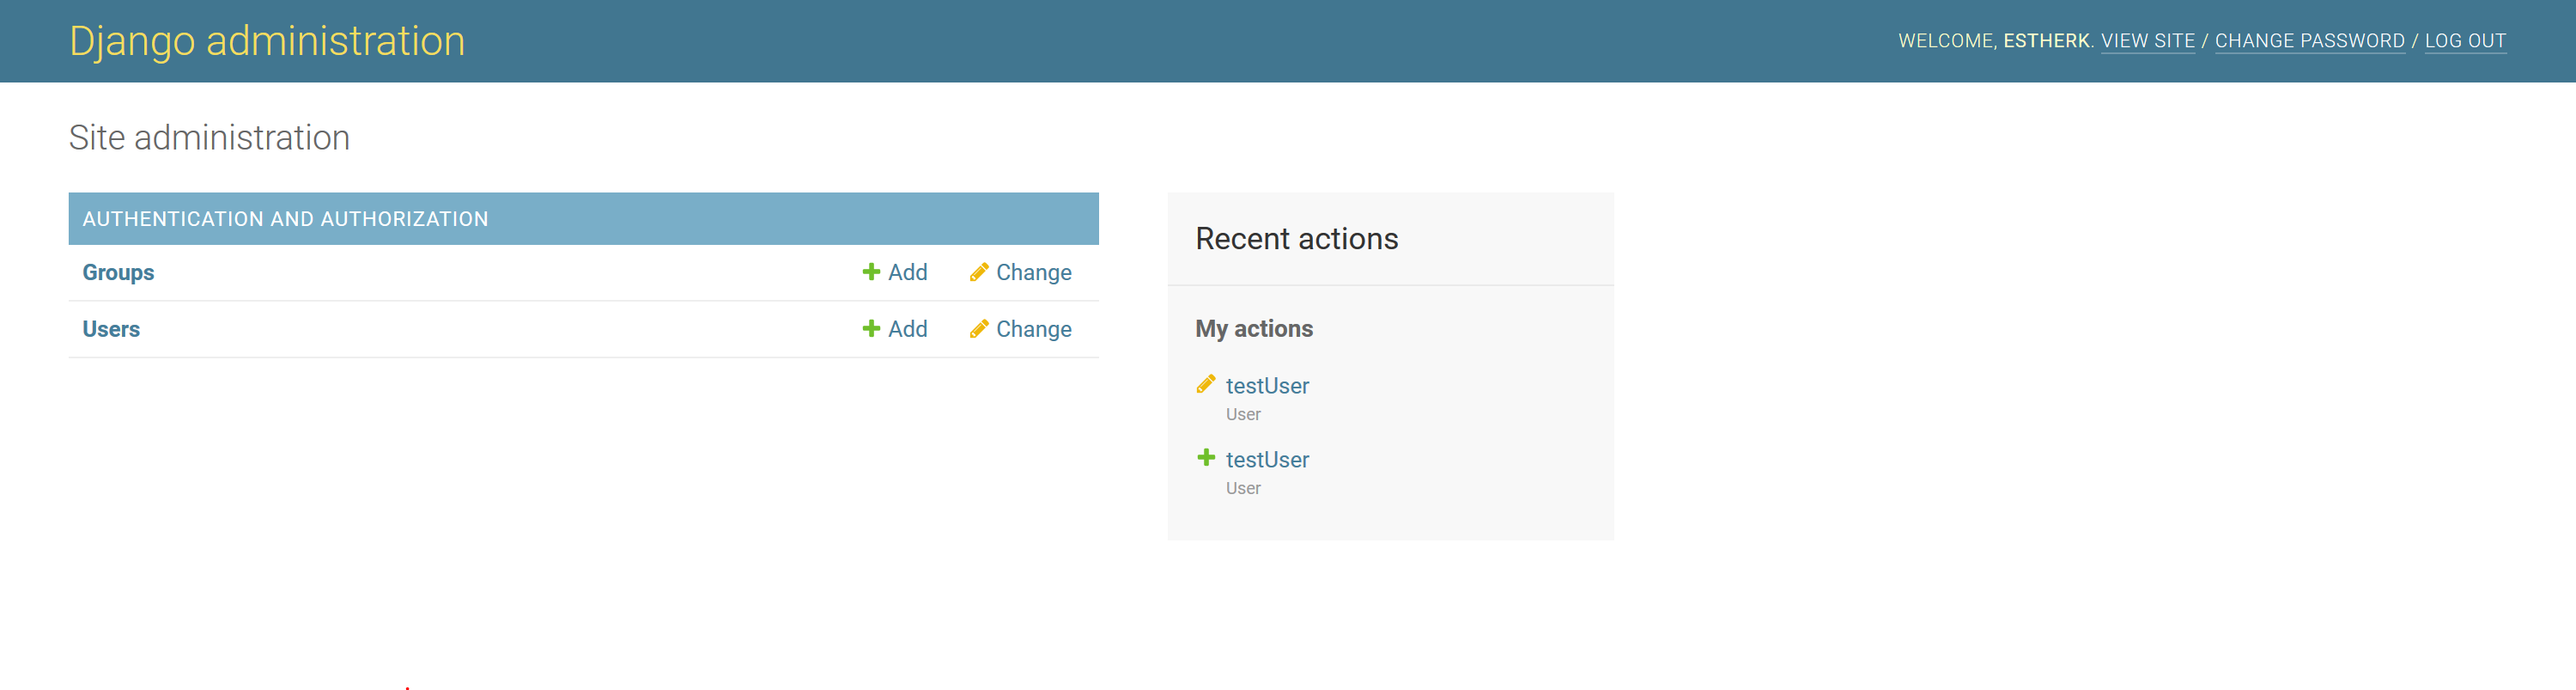 Django administration
WELCOME, ESTHERK. VIEW SITE / CHANGE PASSWORD / LOG OUT
Site administration
AUTHENTICATION AND AUTHORIZATION
Groups Add Change
Users Add Change
Recent actions
My actions
testUser
User
testUser
User